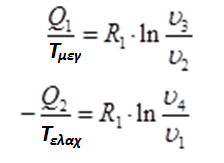 Q₁/Tμεγ = R₁·ln υ₃/υ₂
−Q₂/Tελαχ = R₁·ln υ₄/υ₁